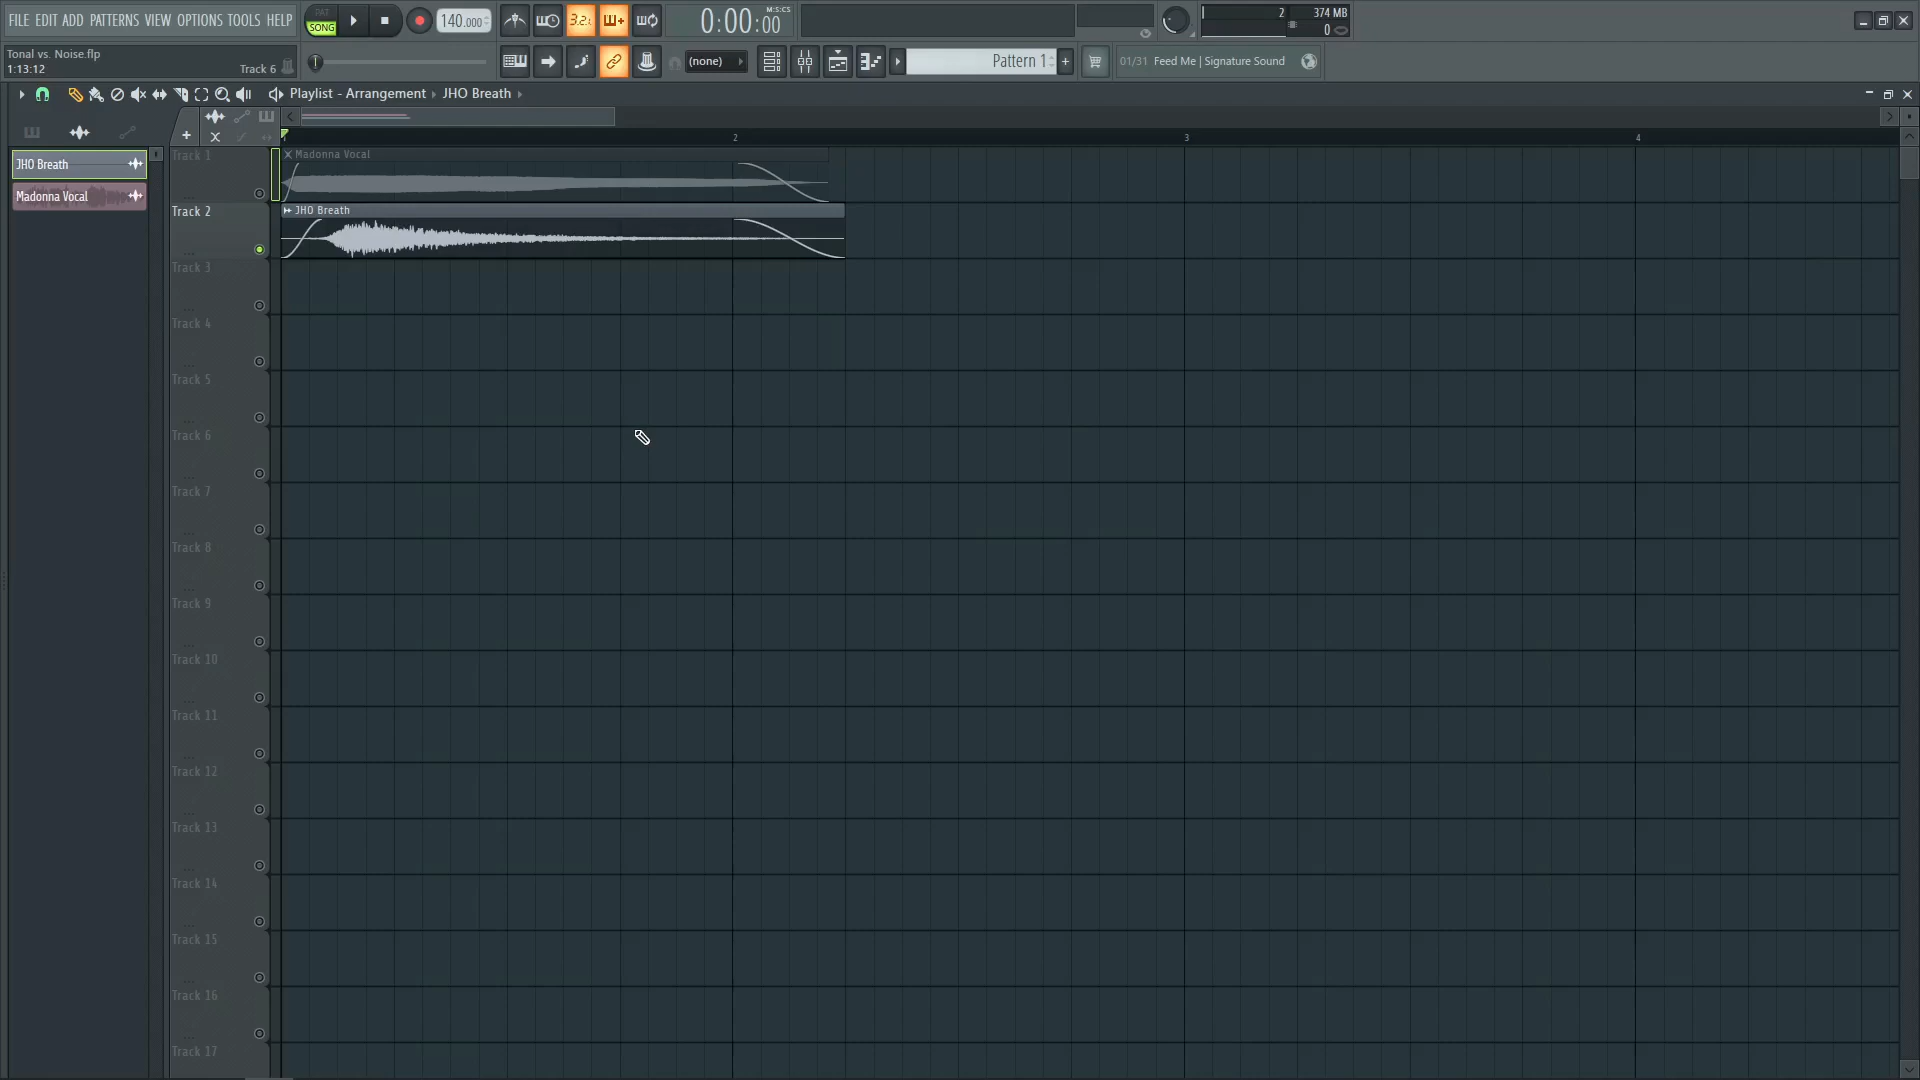 FILE EDIT ADD PATTERNS VIEW OPTIONS TOOLS HELP
PAT
SONG
140.000
3.2.
0:00:00
M:S:CS
2
374 MB
0
Tonal vs. Noise.flp
1:13:12
Track 6
(none)
Pattern 1
01/31 Feed Me | Signature Sound
Playlist - Arrangement JHO Breath
1
2
3
4
JHO Breath
Madonna Vocal
Track 1
Madonna Vocal
Track 2
JHO Breath
Track 3
Track 4
Track 5
Track 6
Track 7
Track 8
Track 9
Track 10
Track 11
Track 12
Track 13
Track 14
Track 15
Track 16
Track 17